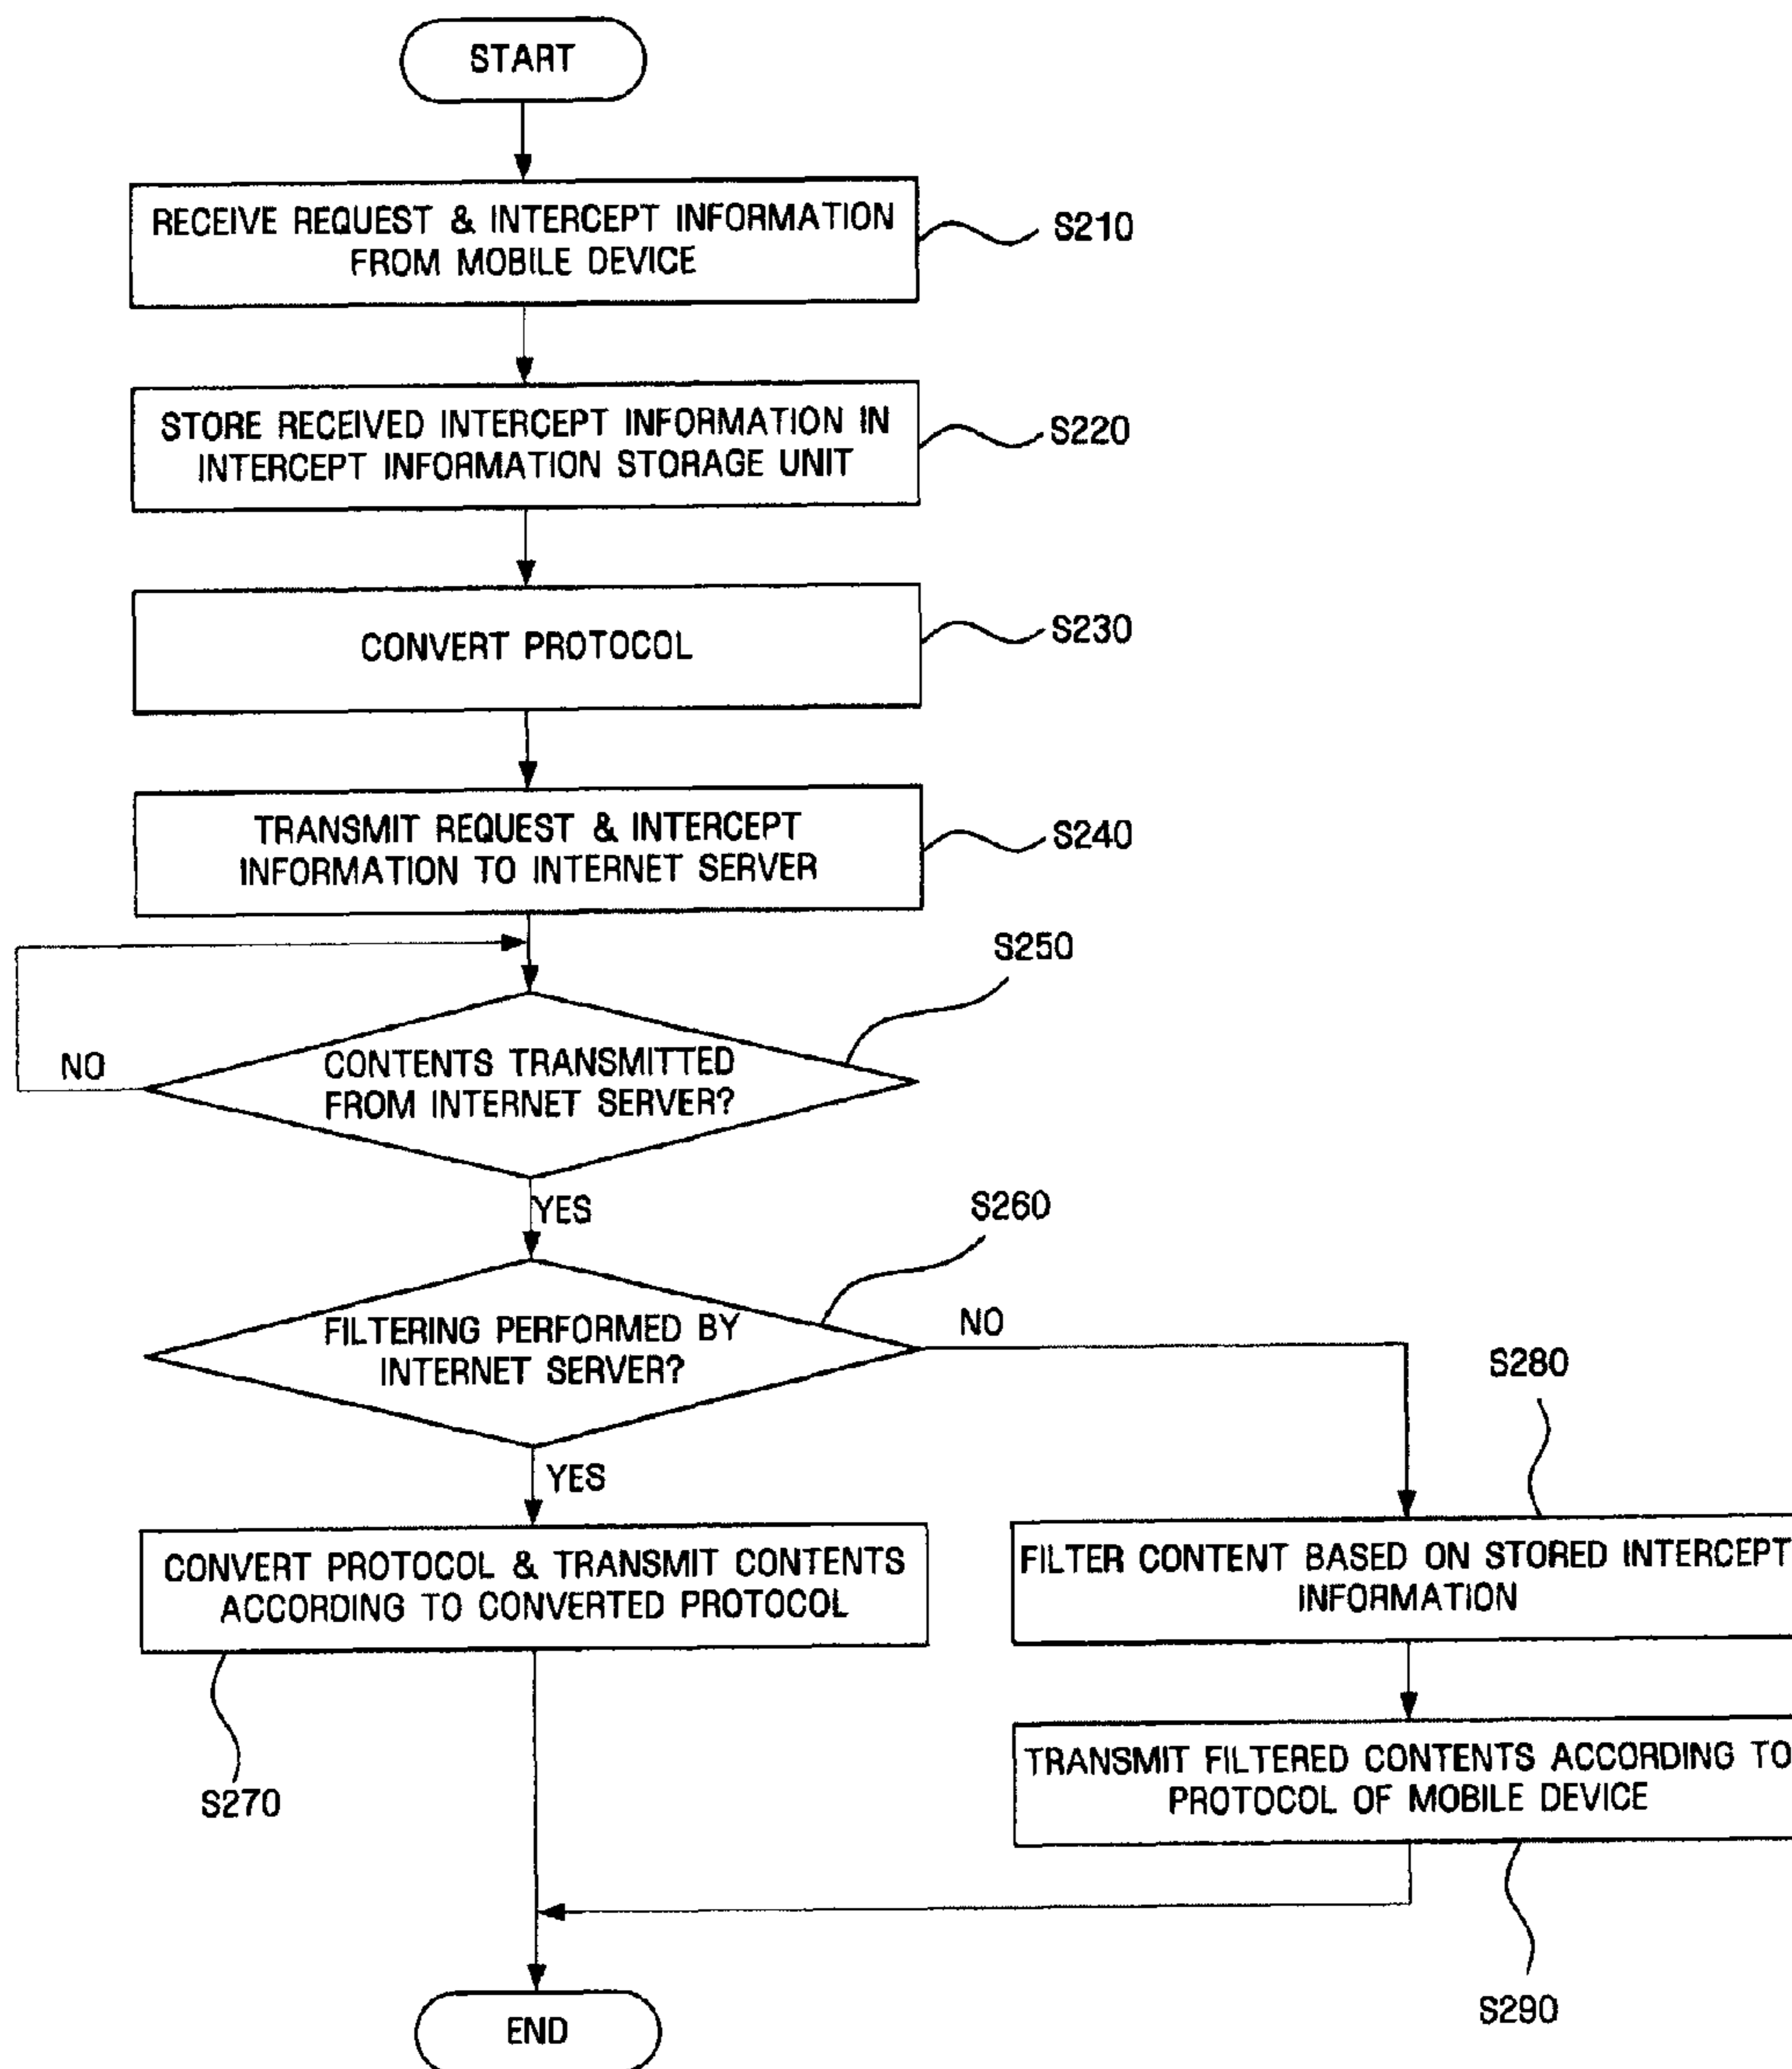 START
RECEIVE REQUEST & INTERCEPT INFORMATION
FROM MOBILE DEVICE
S210
STORE RECEIVED INTERCEPT INFORMATION IN
INTERCEPT INFORMATION STORAGE UNIT
S220
CONVERT PROTOCOL
S230
TRANSMIT REQUEST & INTERCEPT
INFORMATION TO INTERNET SERVER
S240
S250
NO
CONTENTS TRANSMITTED
FROM INTERNET SERVER?
YES
S260
FILTERING PERFORMED BY
INTERNET SERVER?
NO
S280
YES
CONVERT PROTOCOL & TRANSMIT CONTENTS
ACCORDING TO CONVERTED PROTOCOL
FILTER CONTENT BASED ON STORED INTERCEPT
INFORMATION
S270
TRANSMIT FILTERED CONTENTS ACCORDING TO
PROTOCOL OF MOBILE DEVICE
S290
END